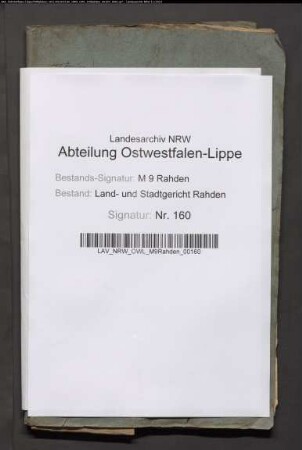 Landesarchiv NRW
Abteilung Ostwestfalen-Lippe
Bestands-Signatur: M 9 Rahden
Bestand: Land- und Stadtgericht Rahden
Signatur: Nr. 160
LAV_NRW_OWL_M9Rahden_00160